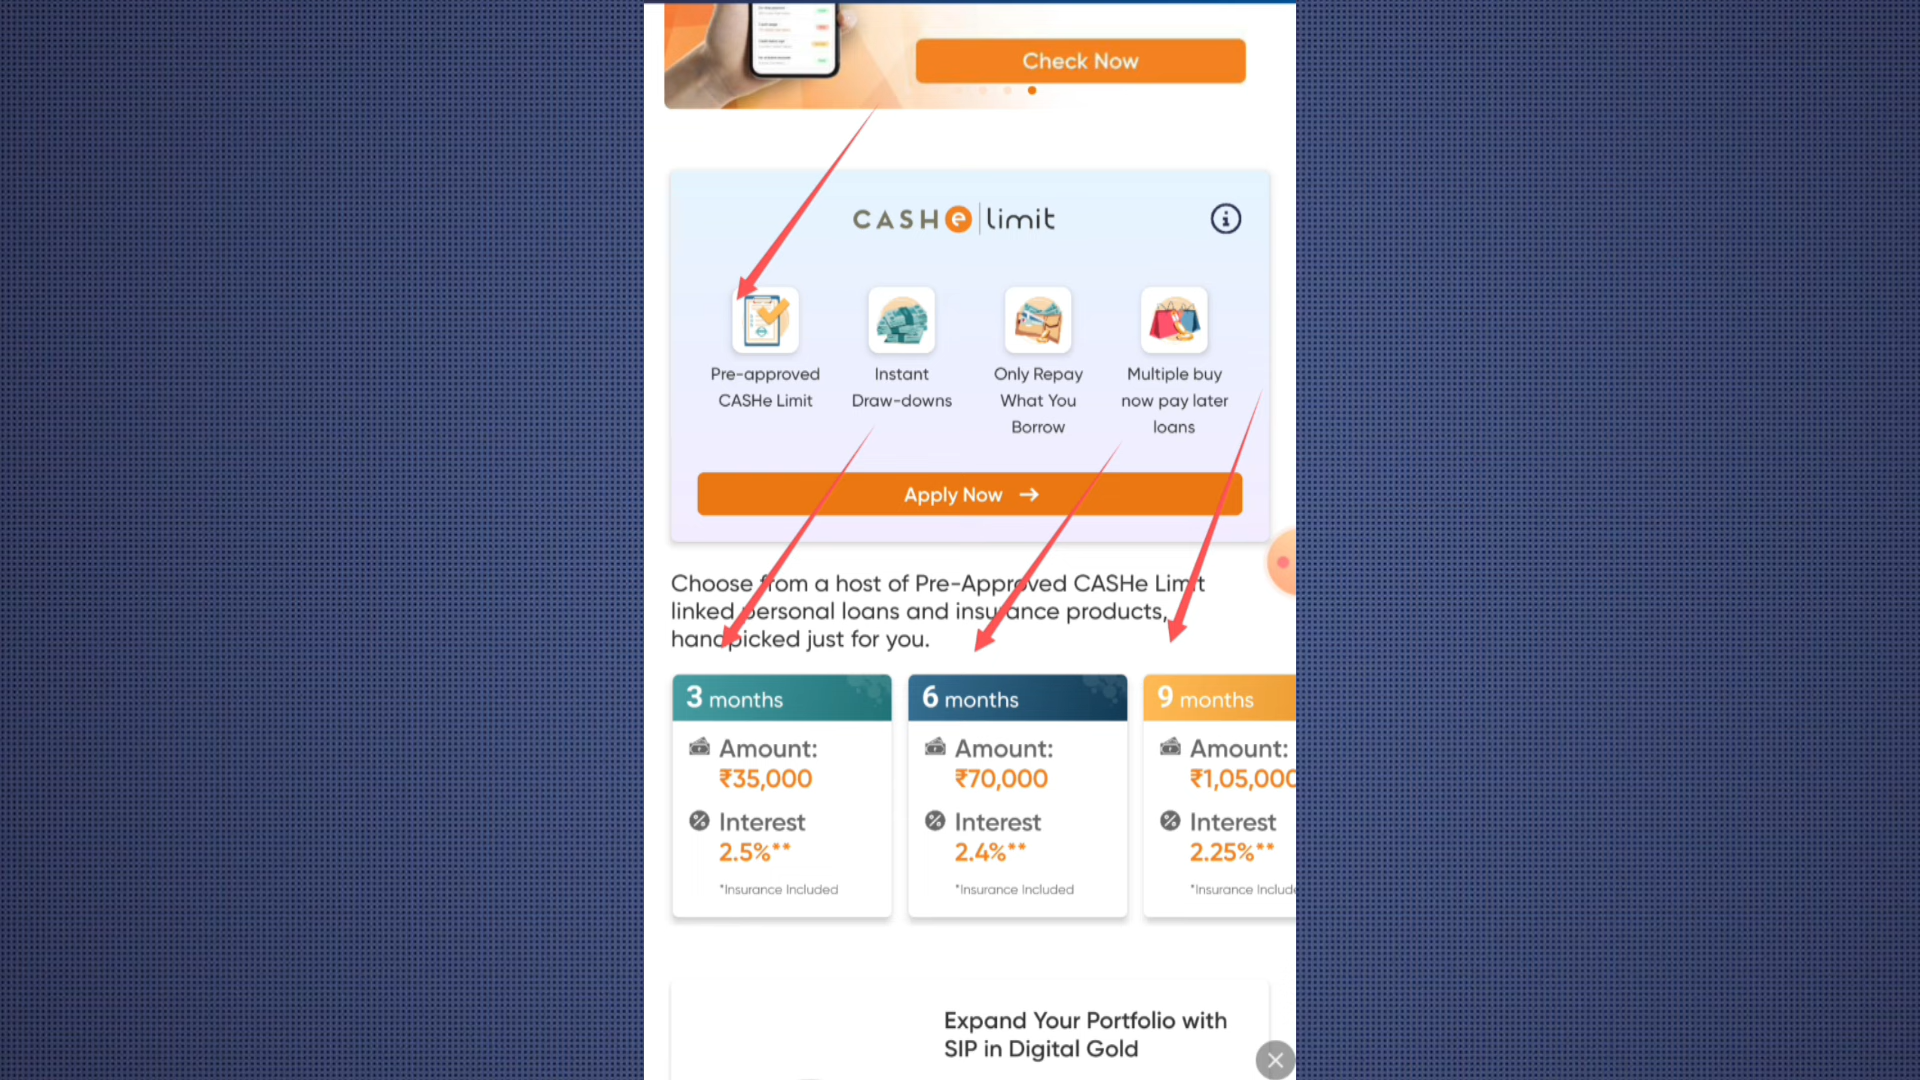 Check Now
CASHe limit
Pre-approved
CASHe Limit
Instant
Draw-downs
Only Repay
What You
Borrow
Multiple buy
now pay later
loans
Apply Now →
Choose from a host of Pre-Approved CASHe Limit
linked personal loans and insurance products,
handpicked just for you.
3 months
Amount:
₹35,000
Interest
2.5%**
*Insurance Included
6 months
Amount:
₹70,000
Interest
2.4%**
*Insurance Included
9 months
Amount:
₹1,05,000
Interest
2.25%**
*Insurance Include
Expand Your Portfolio with
SIP in Digital Gold